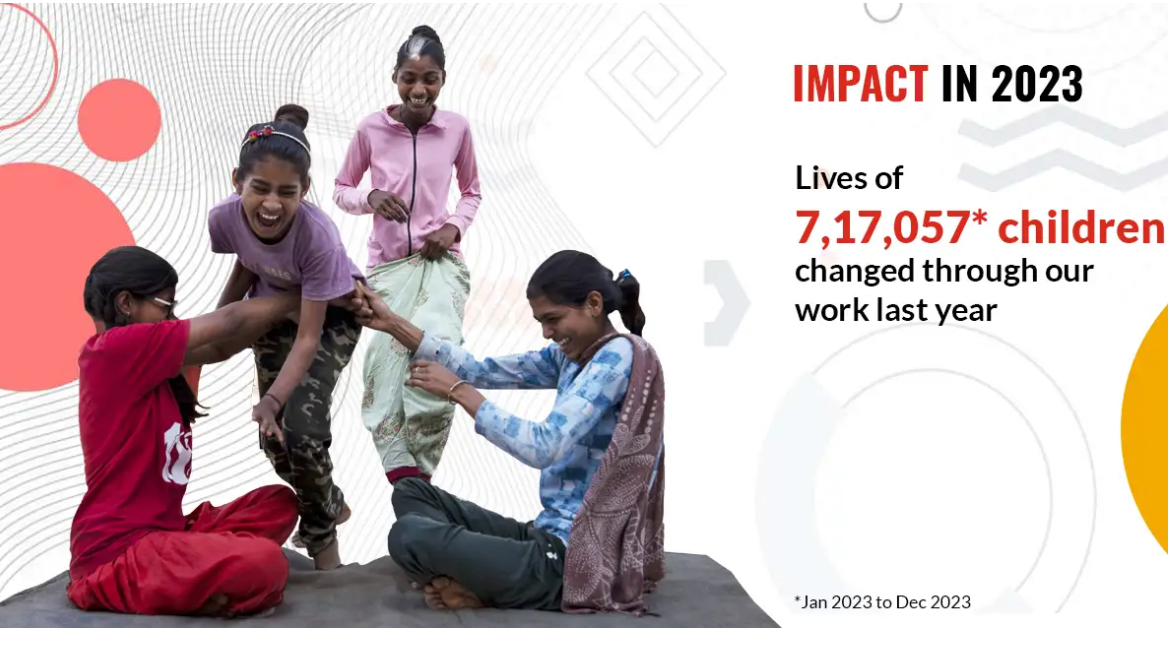 IMPACT IN 2023
Lives of
7,17,057* children
changed through our
work last year
*Jan 2023 to Dec 2023